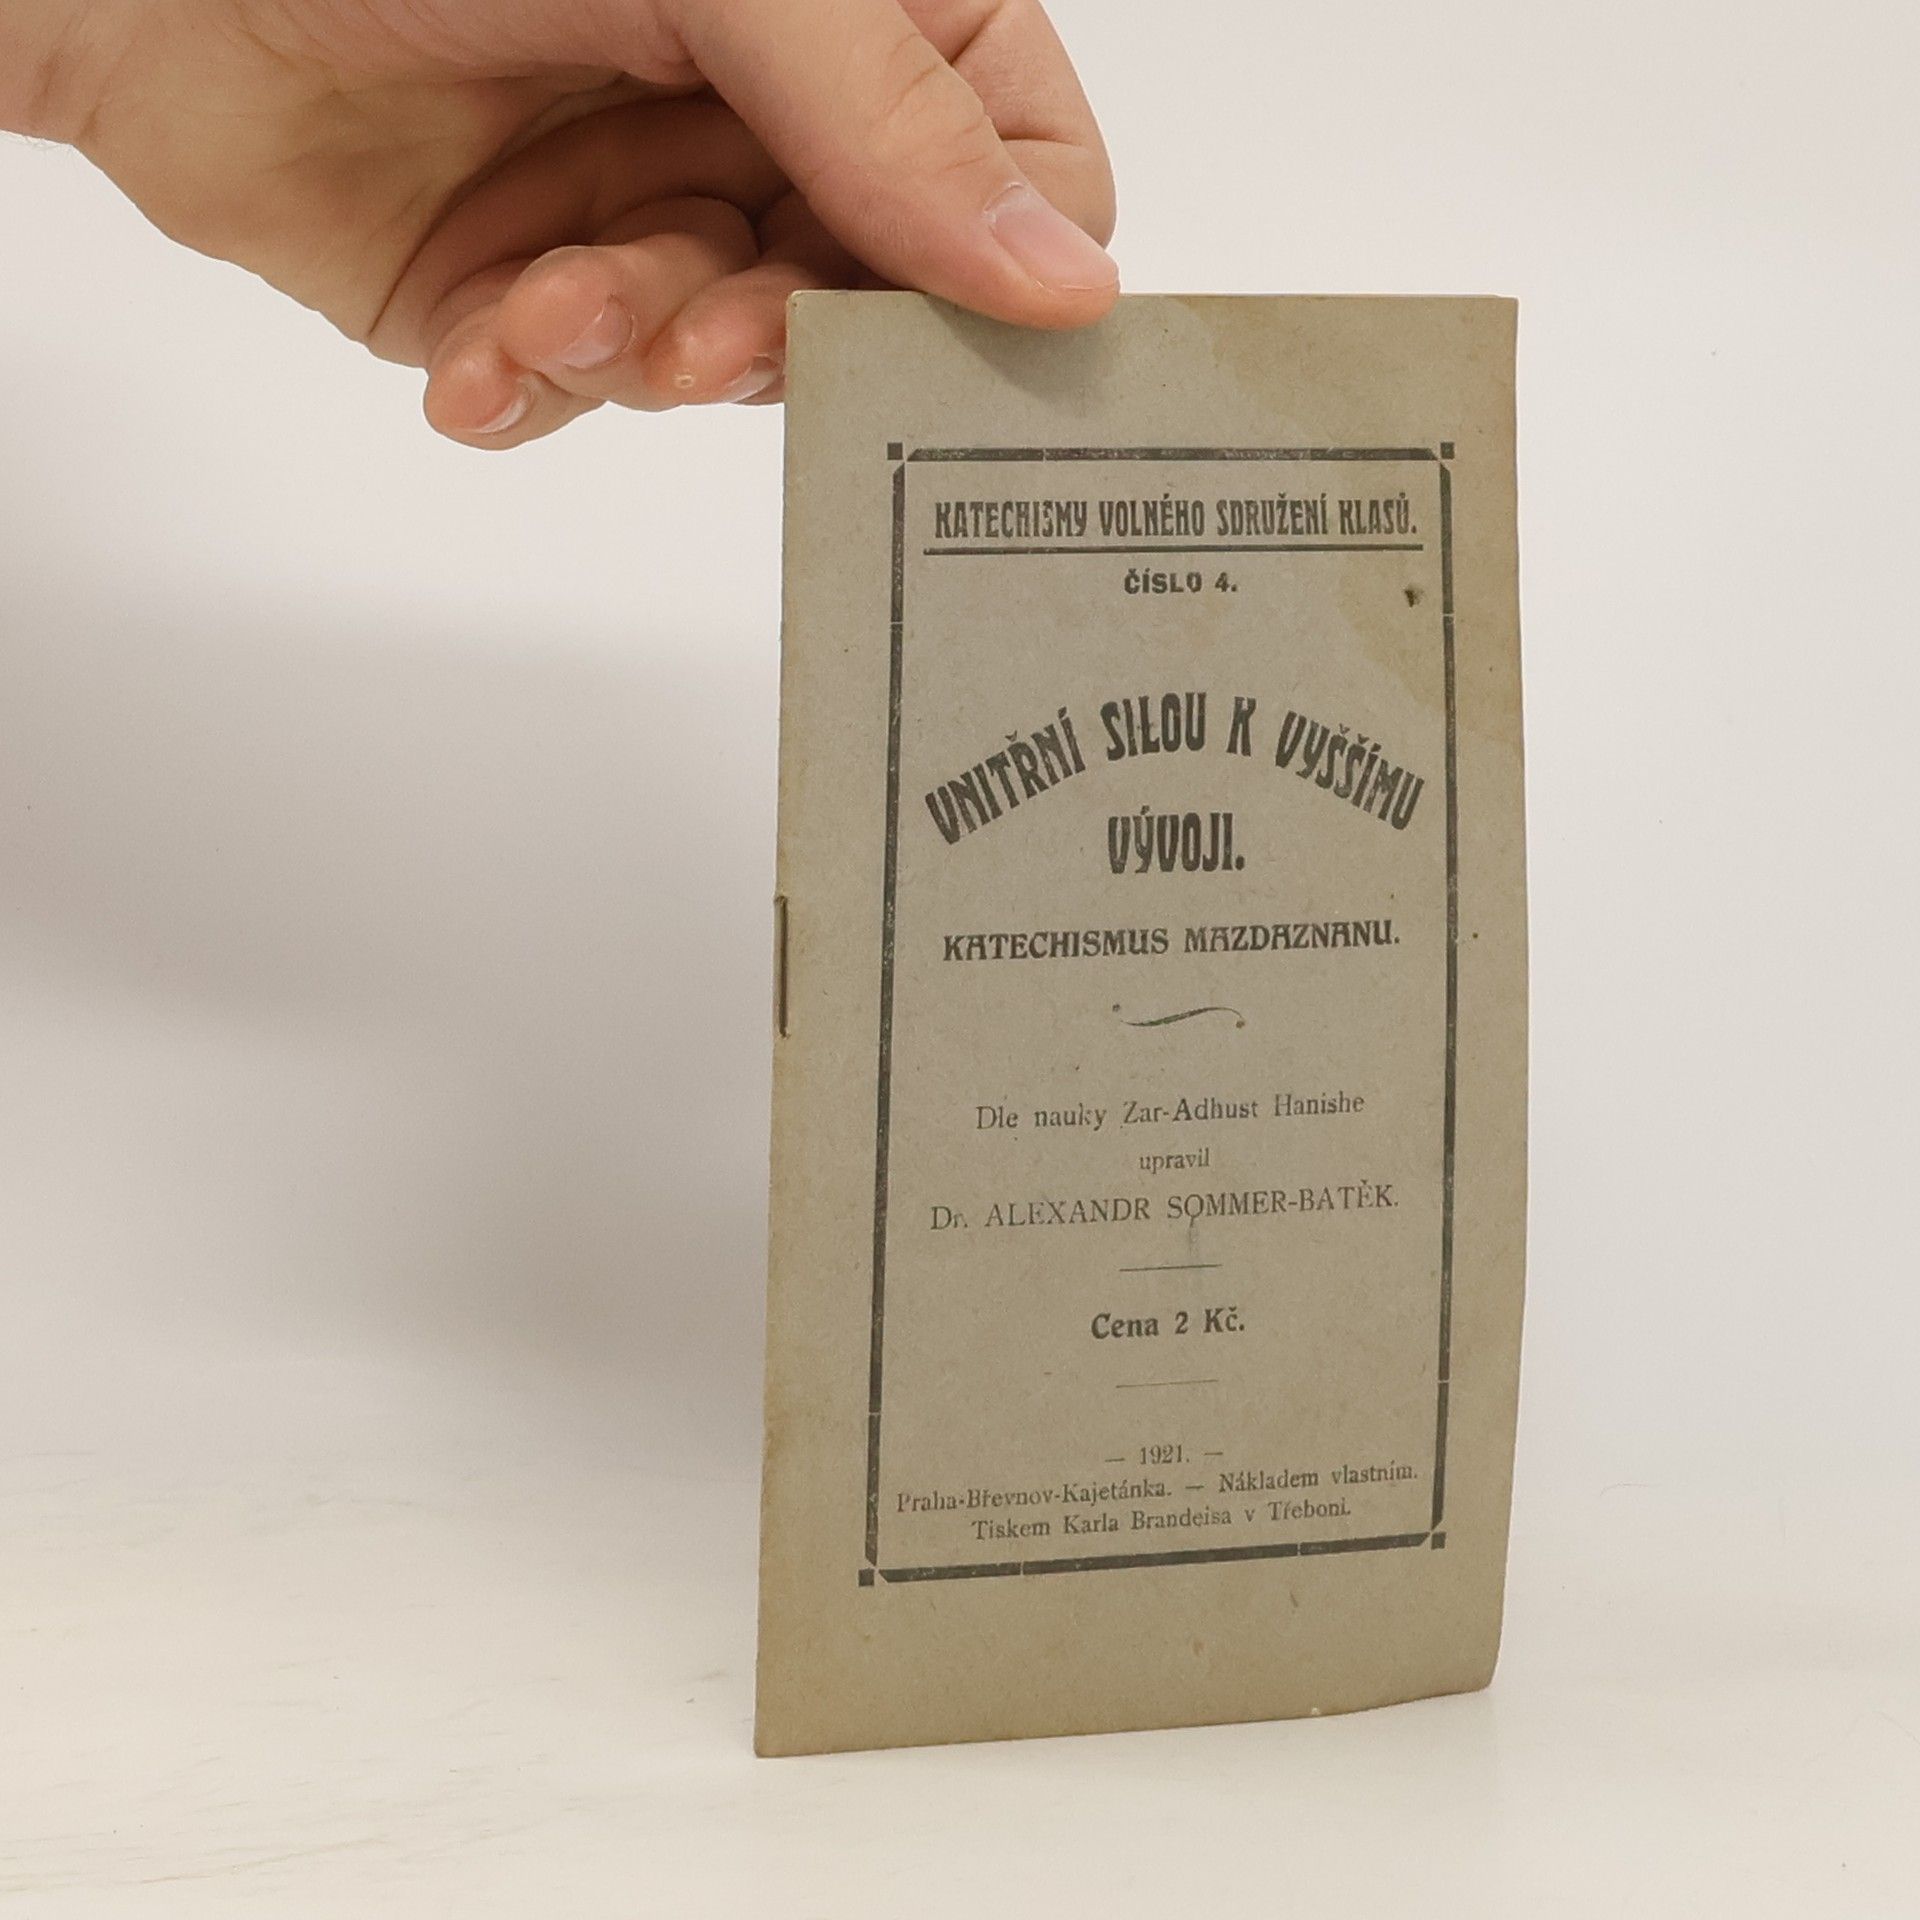 KATECHISMY VOLNÉHO SDRUŽENÍ KLASŮ.
ČÍSLO 4.
VNITŘNÍ SILOU K VYŠŠÍMU
VÝVOJI.
KATECHISMUS MAZDAZNANU.
Dle nauky Zar-Adhust Hanishe
upravil
Dr. ALEXANDR SOMMER-BATĚK.
Cena 2 Kč.
— 1921. —
Praha-Břevnov-Kajetánka. — Nákladem vlastním.
Tiskem Karla Brandeisa v Třeboni.